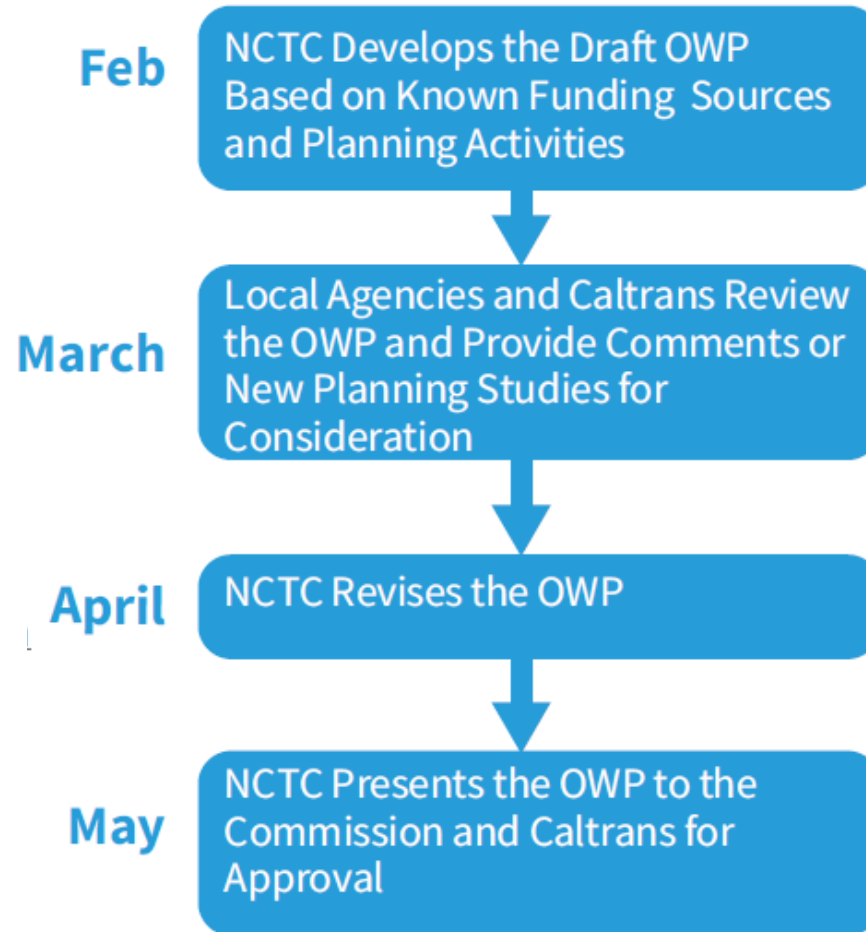 Feb
NCTC Develops the Draft OWP
Based on Known Funding Sources
and Planning Activities
March
Local Agencies and Caltrans Review
the OWP and Provide Comments or
New Planning Studies for
Consideration
April
NCTC Revises the OWP
May
NCTC Presents the OWP to the
Commission and Caltrans for
Approval